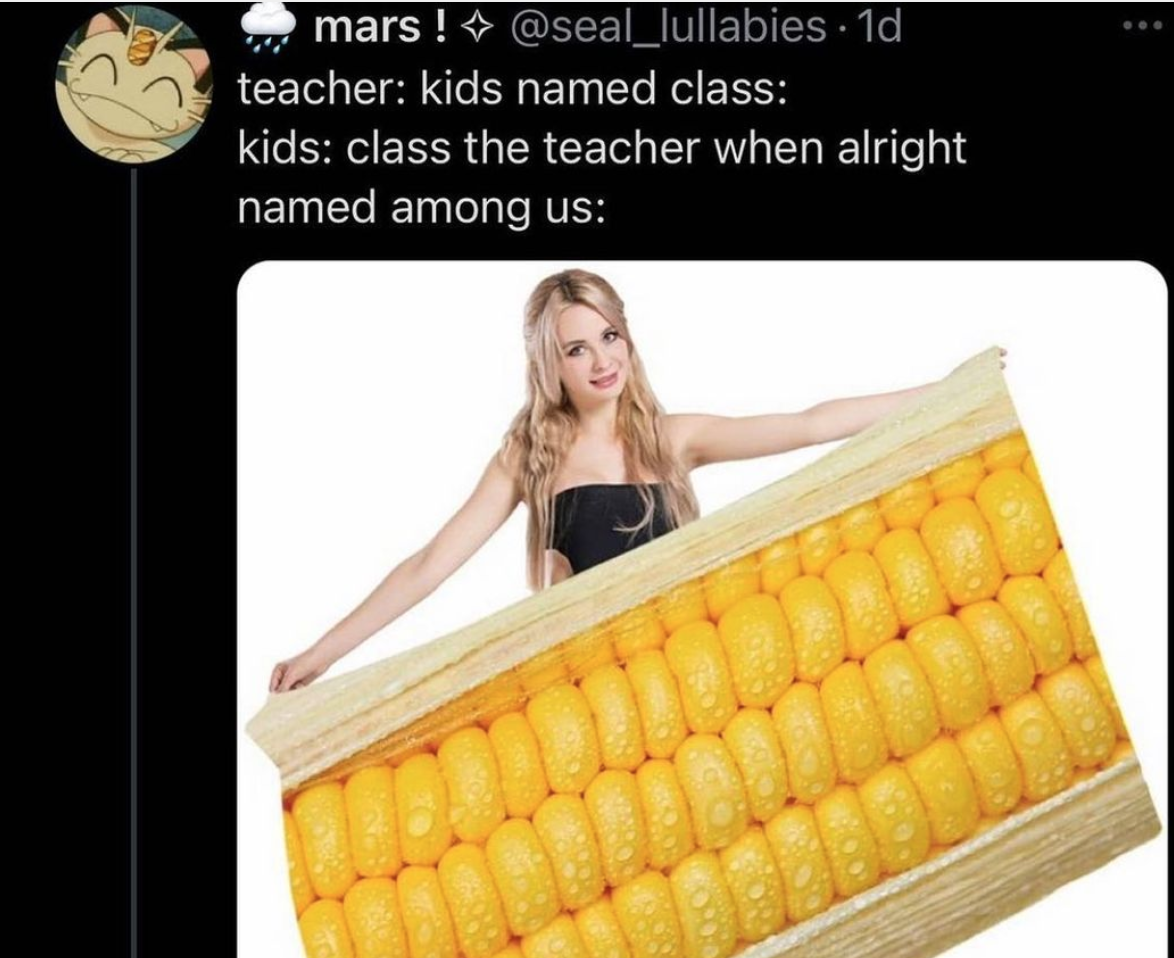 mars ! ✧ @seal_lullabies · 1d
teacher: kids named class:
kids: class the teacher when alright
named among us: